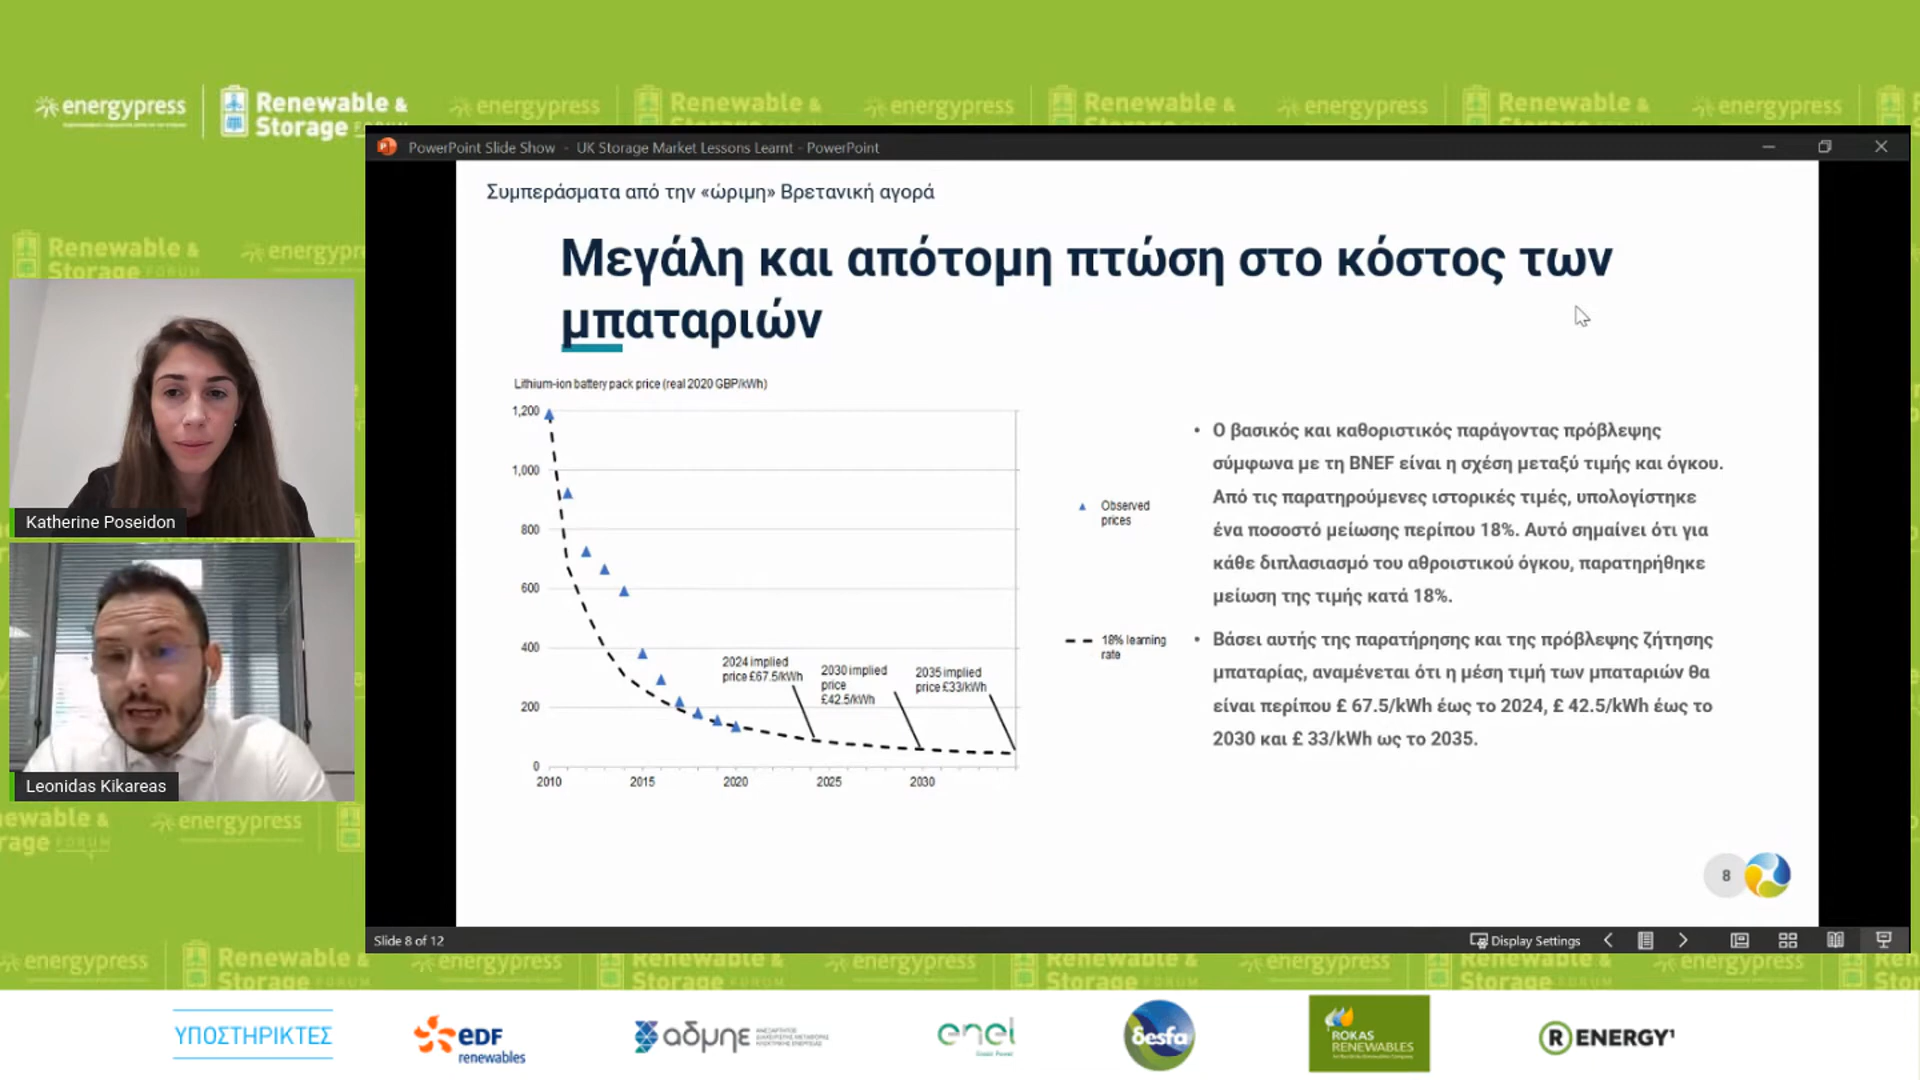 energypress
Renewable &
Storage FORUM
PowerPoint Slide Show - UK Storage Market Lessons Learnt - PowerPoint
Συμπεράσματα από την «ώριμη» Βρετανική αγορά
Μεγάλη και απότομη πτώση στο κόστος των
μπαταριών
Lithium-ion battery pack price (real 2020 GBP/kWh)
1,200
1,000
800
600
400
200
0
2010
2015
2020
2025
2030
2024 implied
price £67.5/kWh
2030 implied
price
£42.5/kWh
2035 implied
price £33/kWh
Observed
prices
18% learning
rate
• Ο βασικός και καθοριστικός παράγοντας πρόβλεψης
σύμφωνα με τη BNEF είναι η σχέση μεταξύ τιμής και όγκου.
Από τις παρατηρούμενες ιστορικές τιμές, υπολογίστηκε
ένα ποσοστό μείωσης περίπου 18%. Αυτό σημαίνει ότι για
κάθε διπλασιασμό του αθροιστικού όγκου, παρατηρήθηκε
μείωση της τιμής κατά 18%.
• Βάσει αυτής της παρατήρησης και της πρόβλεψης ζήτησης
μπαταρίας, αναμένεται ότι η μέση τιμή των μπαταριών θα
είναι περίπου £ 67.5/kWh έως το 2024, £ 42.5/kWh έως το
2030 και £ 33/kWh ως το 2035.
8
Slide 8 of 12
Display Settings
Katherine Poseidon
Leonidas Kikareas
ΥΠΟΣΤΗΡΙΚΤΕΣ
edf
renewables
αδμηε
enel
Green Power
δesfa
ROKAS
RENEWABLES
R ENERGY¹